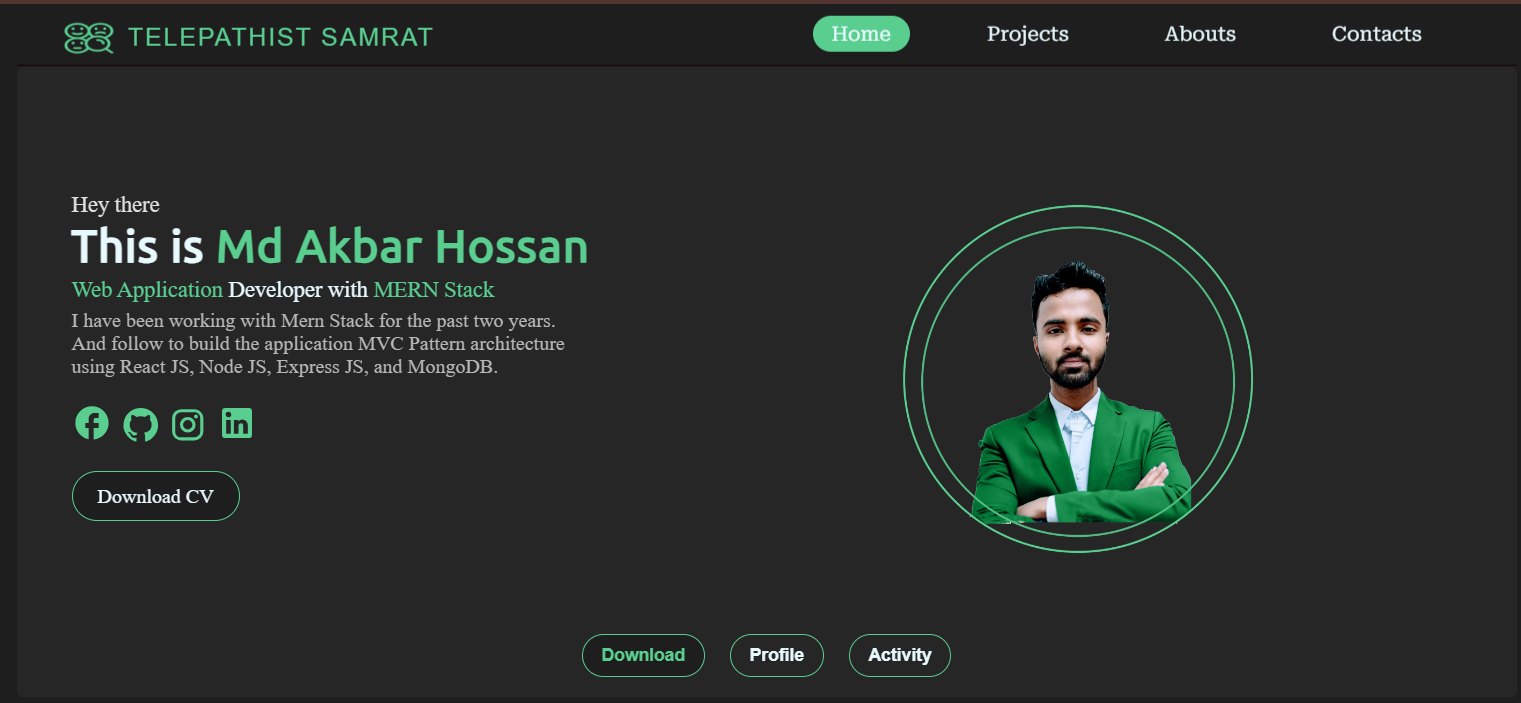 TELEPATHIST SAMRAT
Home
Projects
Abouts
Contacts
Hey there
This is Md Akbar Hossan
Web Application Developer with MERN Stack
I have been working with Mern Stack for the past two years.
And follow to build the application MVC Pattern architecture
using React JS, Node JS, Express JS, and MongoDB.
Download CV
Download
Profile
Activity